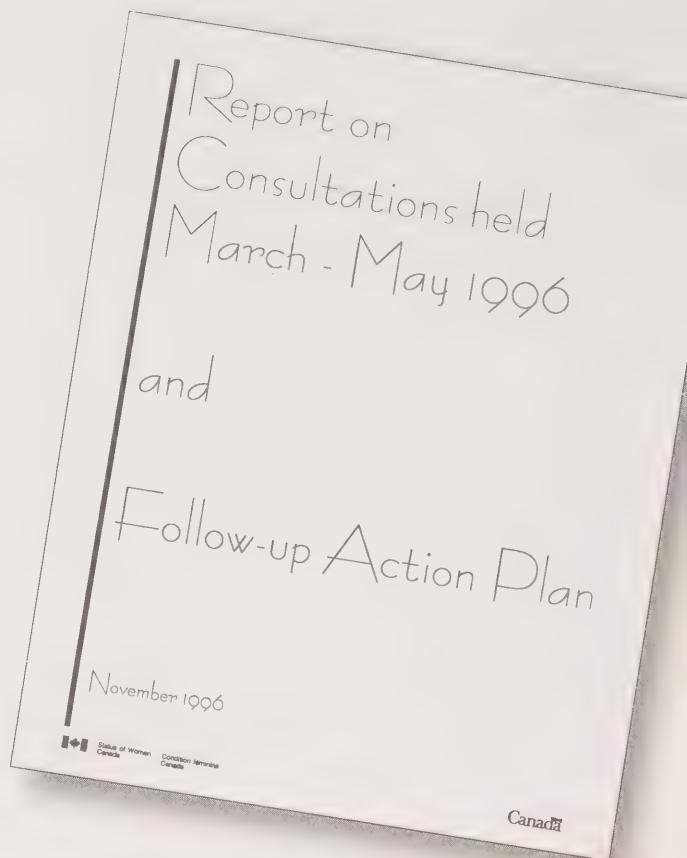 Report on
Consultations held
March - May 1996
and
Follow-up Action Plan
November 1996
Status of Women
Canada
Condition féminine
Canada
Canada